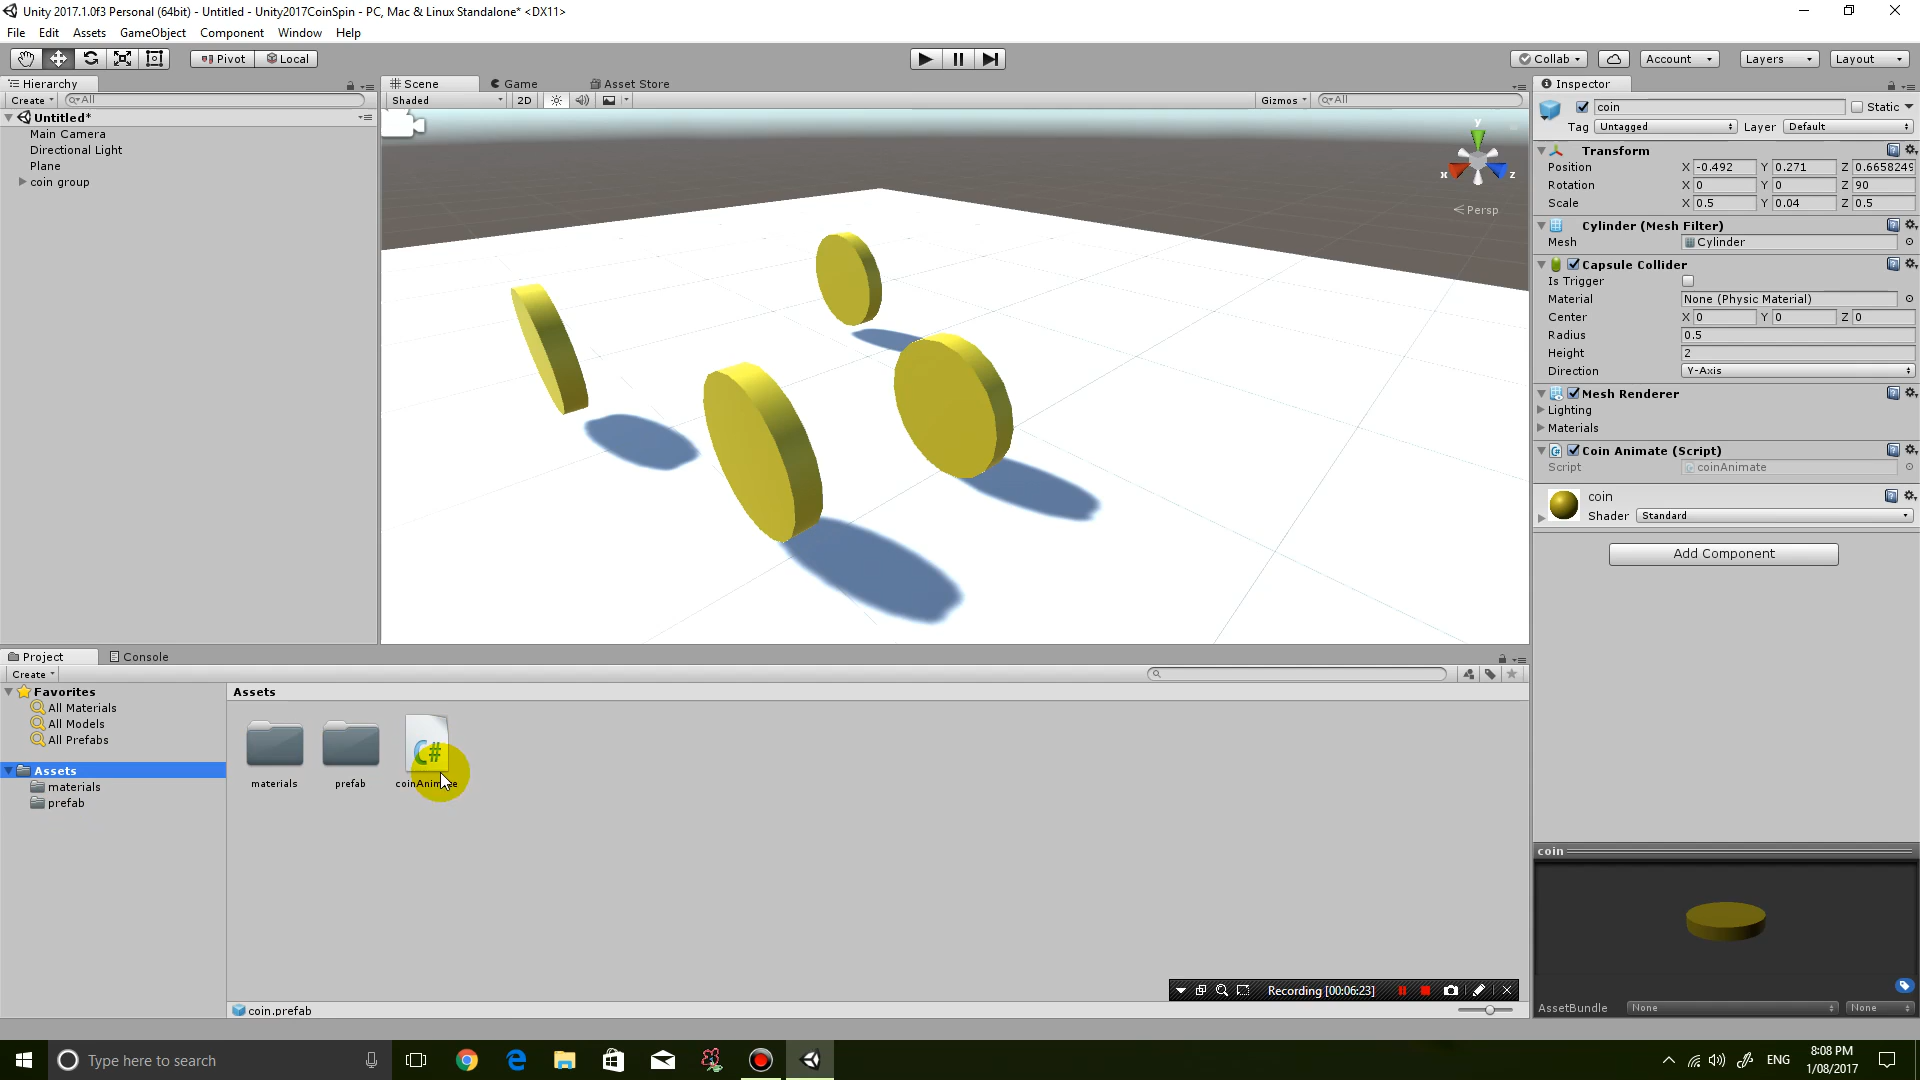 Unity 2017.1.0f3 Personal (64bit) - Untitled - Unity2017CoinSpin - PC, Mac & Linux Standalone* <DX11>
File Edit Assets GameObject Component Window Help
Pivot Local Collab Account Layers Layout
Hierarchy
Create All
Untitled*
Main Camera
Directional Light
Plane
coin group
Scene Game Asset Store
Shaded 2D Gizmos All
y
x z
Persp
Inspector
coin Static
Tag Untagged Layer Default
Transform
Position X -0.492 Y 0.271 Z 0.6658249
Rotation X 0 Y 0 Z 90
Scale X 0.5 Y 0.04 Z 0.5
Cylinder (Mesh Filter)
Mesh Cylinder
Capsule Collider
Is Trigger
Material None (Physic Material)
Center X 0 Y 0 Z 0
Radius 0.5
Height 2
Direction Y-Axis
Mesh Renderer
Lighting
Materials
Coin Animate (Script)
Script coinAnimate
coin
Shader Standard
Add Component
Project Console
Create
Favorites
All Materials
All Models
All Prefabs
Assets
materials
prefab
Assets
C#
materials prefab coinAnimate
coin.prefab
Recording [00:06:23]
coin
AssetBundle None None
Type here to search
ENG
8:08 PM
1/08/2017